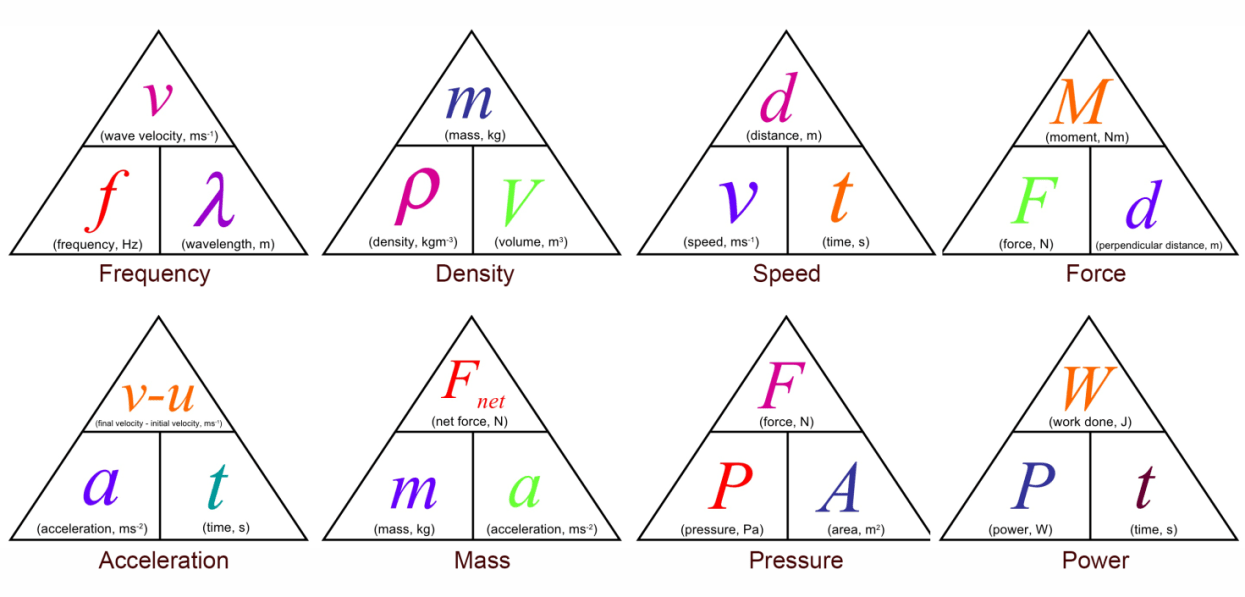 v
(wave velocity, ms⁻¹)
f
(frequency, Hz)
λ
(wavelength, m)
Frequency
m
(mass, kg)
ρ
(density, kgm⁻³)
V
(volume, m³)
Density
d
(distance, m)
v
(speed, ms⁻¹)
t
(time, s)
Speed
M
(moment, Nm)
F
(force, N)
d
(perpendicular distance, m)
Force
v-u
(final velocity - initial velocity, ms⁻¹)
a
(acceleration, ms⁻²)
t
(time, s)
Acceleration
F net
(net force, N)
m
(mass, kg)
a
(acceleration, ms⁻²)
Mass
F
(force, N)
P
(pressure, Pa)
A
(area, m²)
Pressure
W
(work done, J)
P
(power, W)
t
(time, s)
Power